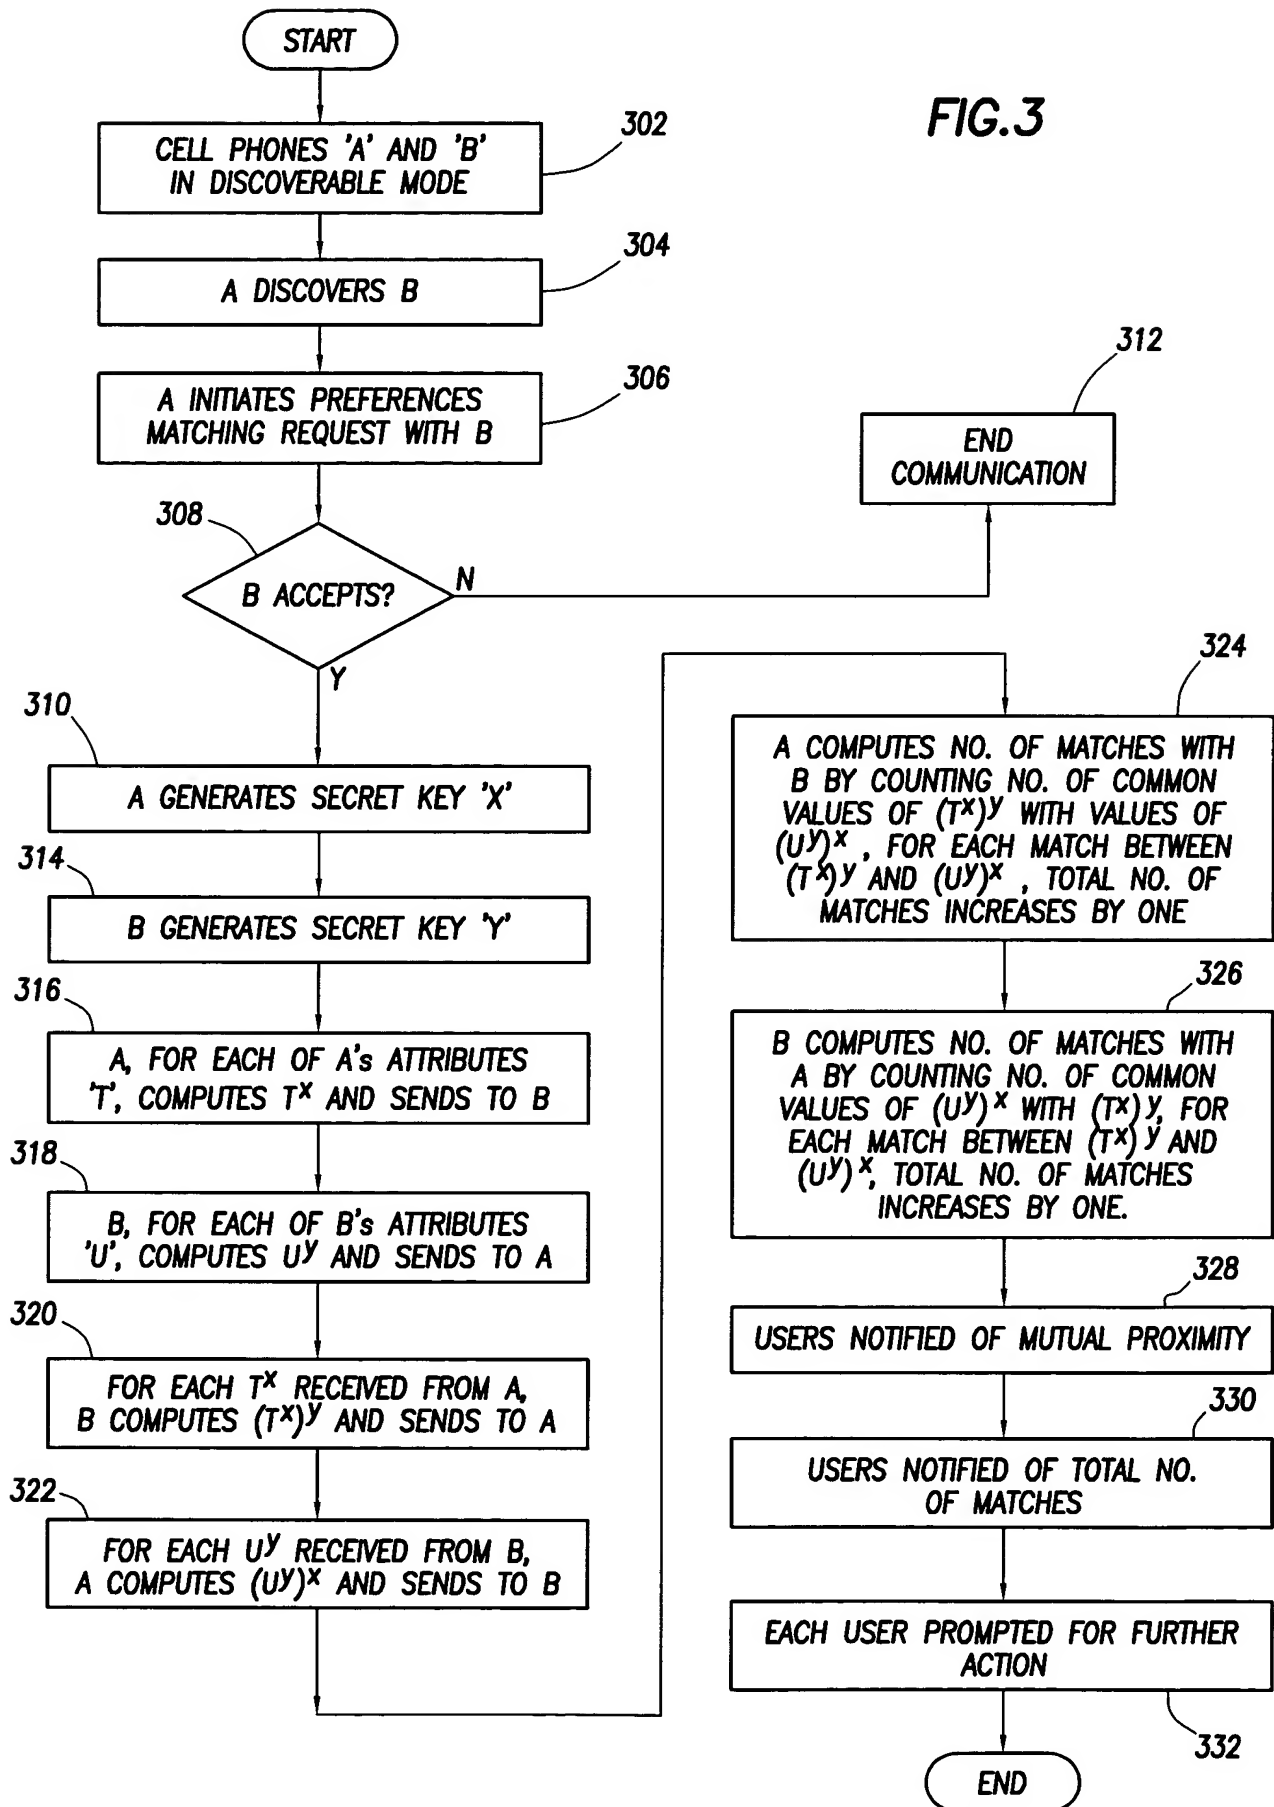 START
FIG.3
302
CELL PHONES 'A' AND 'B'
IN DISCOVERABLE MODE
304
A DISCOVERS B
306
A INITIATES PREFERENCES
MATCHING REQUEST WITH B
312
END
COMMUNICATION
308
B ACCEPTS?
N
Y
310
A GENERATES SECRET KEY 'X'
314
B GENERATES SECRET KEY 'Y'
316
A, FOR EACH OF A's ATTRIBUTES
'T', COMPUTES T^X AND SENDS TO B
318
B, FOR EACH OF B's ATTRIBUTES
'U', COMPUTES U^Y AND SENDS TO A
320
FOR EACH T^X RECEIVED FROM A,
B COMPUTES (T^X)^Y AND SENDS TO A
322
FOR EACH U^Y RECEIVED FROM B,
A COMPUTES (U^Y)^X AND SENDS TO B
324
A COMPUTES NO. OF MATCHES WITH
B BY COUNTING NO. OF COMMON
VALUES OF (T^X)^Y WITH VALUES OF
(U^Y)^X , FOR EACH MATCH BETWEEN
(T^X)^Y AND (U^Y)^X , TOTAL NO. OF
MATCHES INCREASES BY ONE
326
B COMPUTES NO. OF MATCHES WITH
A BY COUNTING NO. OF COMMON
VALUES OF (U^Y)^X WITH (T^X)^Y, FOR
EACH MATCH BETWEEN (T^X)^Y AND
(U^Y)^X, TOTAL NO. OF MATCHES
INCREASES BY ONE.
328
USERS NOTIFIED OF MUTUAL PROXIMITY
330
USERS NOTIFIED OF TOTAL NO.
OF MATCHES
EACH USER PROMPTED FOR FURTHER
ACTION
332
END